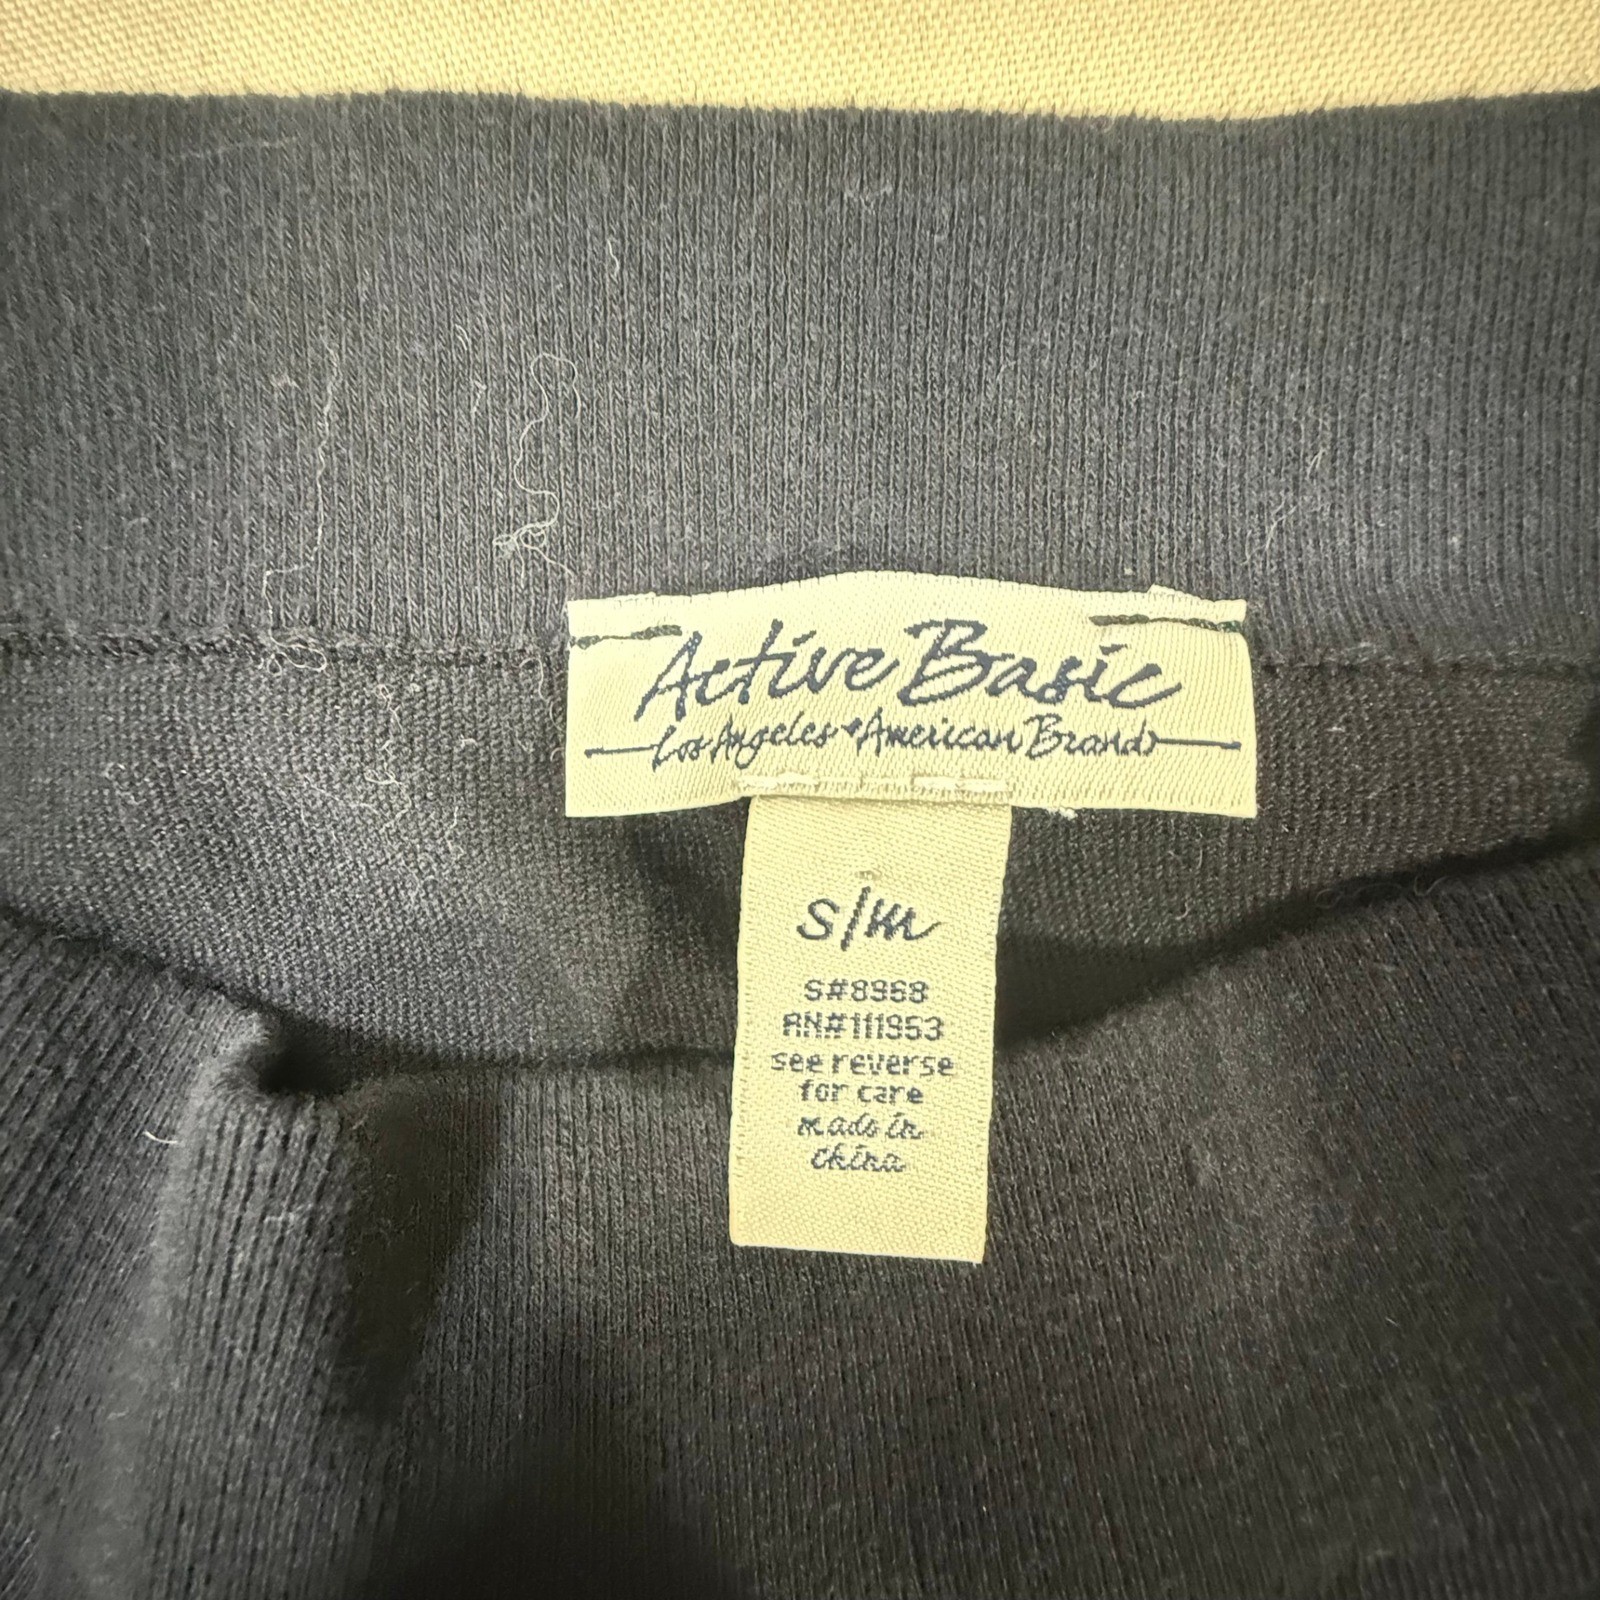 Active Basic
Los Angeles American Brand
s/m
S#8968
RN#111953
see reverse
for care
made in
china